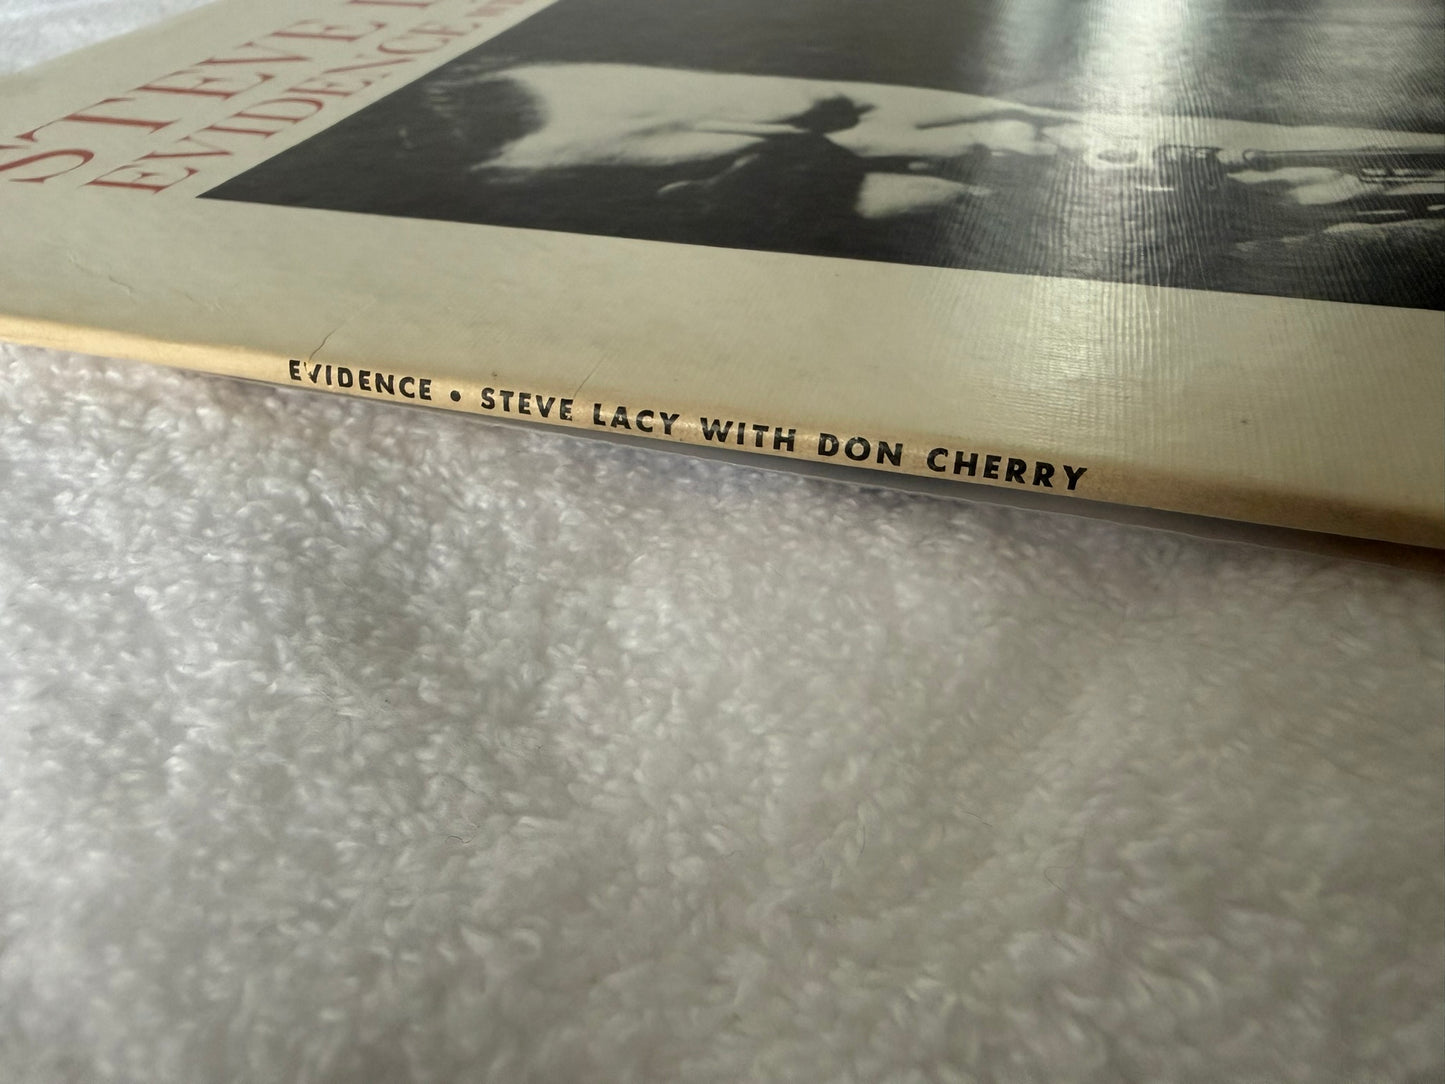 STEVE
EVIDENCE
EVIDENCE • STEVE LACY WITH DON CHERRY